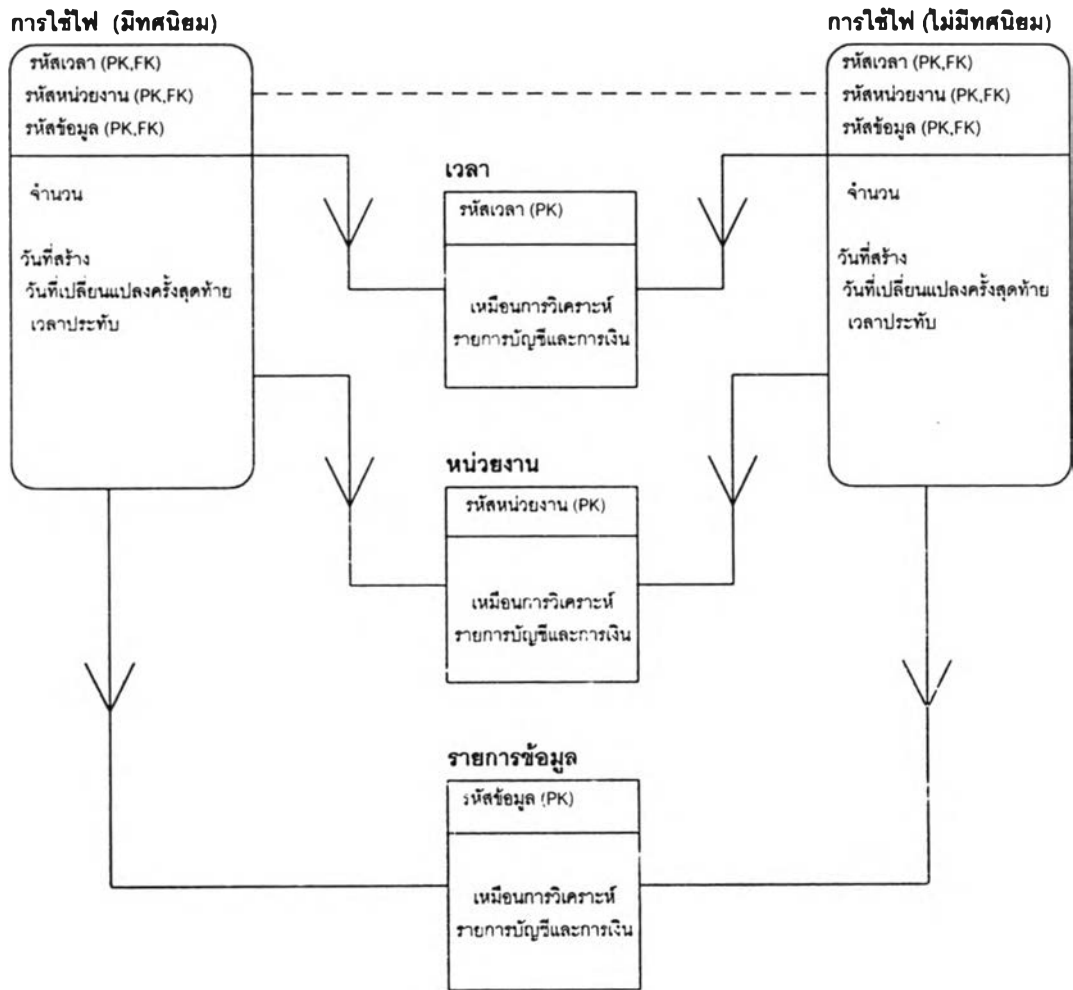 การใช้ไฟ (มีทศนิยม)
รหัสเวลา (PK,FK)
รหัสหน่วยงาน (PK,FK)
รหัสข้อมูล (PK,FK)
จำนวน
วันที่สร้าง
วันที่เปลี่ยนแปลงครั้งสุดท้าย
เวลาประทับ
การใช้ไฟ (ไม่มีทศนิยม)
รหัสเวลา (PK,FK)
รหัสหน่วยงาน (PK,FK)
รหัสข้อมูล (PK,FK)
จำนวน
วันที่สร้าง
วันที่เปลี่ยนแปลงครั้งสุดท้าย
เวลาประทับ
เวลา
รหัสเวลา (PK)
เหมือนการวิเคราะห์
รายการบัญชีและการเงิน
หน่วยงาน
รหัสหน่วยงาน (PK)
เหมือนการวิเคราะห์
รายการบัญชีและการเงิน
รายการข้อมูล
รหัสข้อมูล (PK)
เหมือนการวิเคราะห์
รายการบัญชีและการเงิน